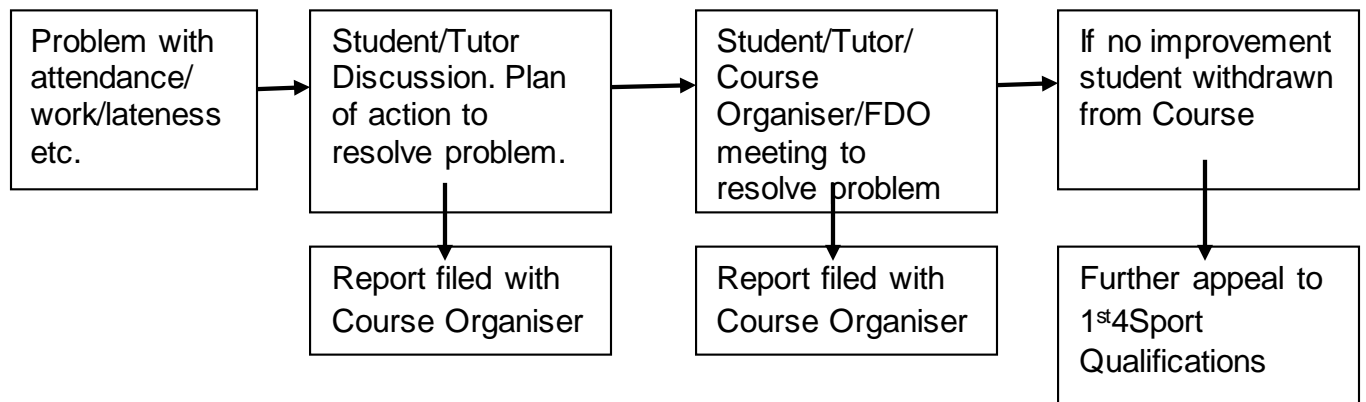 Problem with
attendance/
work/lateness
etc.
Student/Tutor
Discussion. Plan
of action to
resolve problem.
Student/Tutor/
Course
Organiser/FDO
meeting to
resolve problem
If no improvement
student withdrawn
from Course
Report filed with
Course Organiser
Report filed with
Course Organiser
Further appeal to
1st4Sport
Qualifications